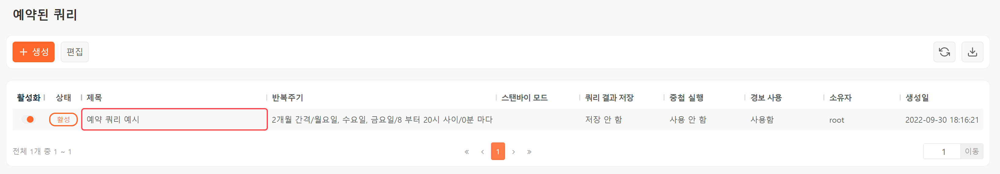 예약된 쿼리
+ 생성 편집
활성화 상태 제목 반복주기 스탠바이 모드 쿼리 결과 저장 중첩 실행 경보 사용 소유자 생성일
활성 예약 쿼리 예시 2개월 간격/월요일, 수요일, 금요일/8 부터 20시 사이/0분 마다 저장 안 함 사용 안 함 사용함 root 2022-09-30 18:16:21
전체 1개 중 1 ~ 1 « ‹ 1 › » 1 이동